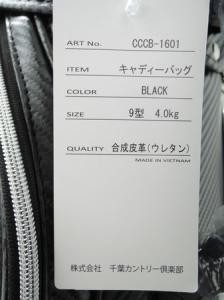 ART No. CCCB-1601
ITEM キャディーバッグ
COLOR BLACK
SIZE 9型 4.0kg
QUALITY 合成皮革(ウレタン)
MADE IN VIETNAM
株式会社 千葉カントリー倶楽部